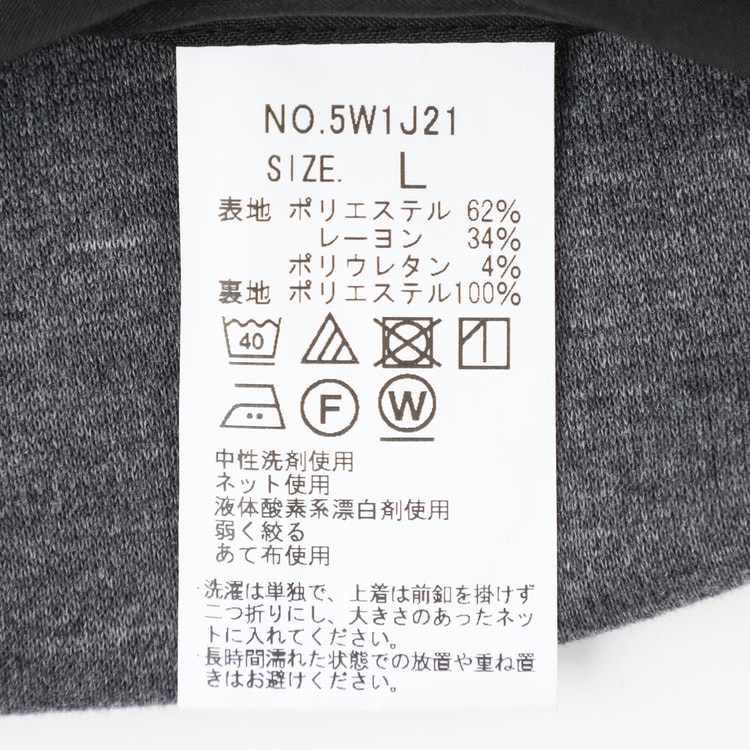 NO.5W1J21
SIZE. L
表地 ポリエステル 62%
レーヨン 34%
ポリウレタン 4%
裏地 ポリエステル100%
40
F W
中性洗剤使用
ネット使用
液体酸素系漂白剤使用
弱く絞る
あて布使用
洗濯は単独で、上着は前釦を掛けず
二つ折りにし、大きさのあったネッ
トに入れてください。
長時間濡れた状態での放置や重ね置
きはお避けください。